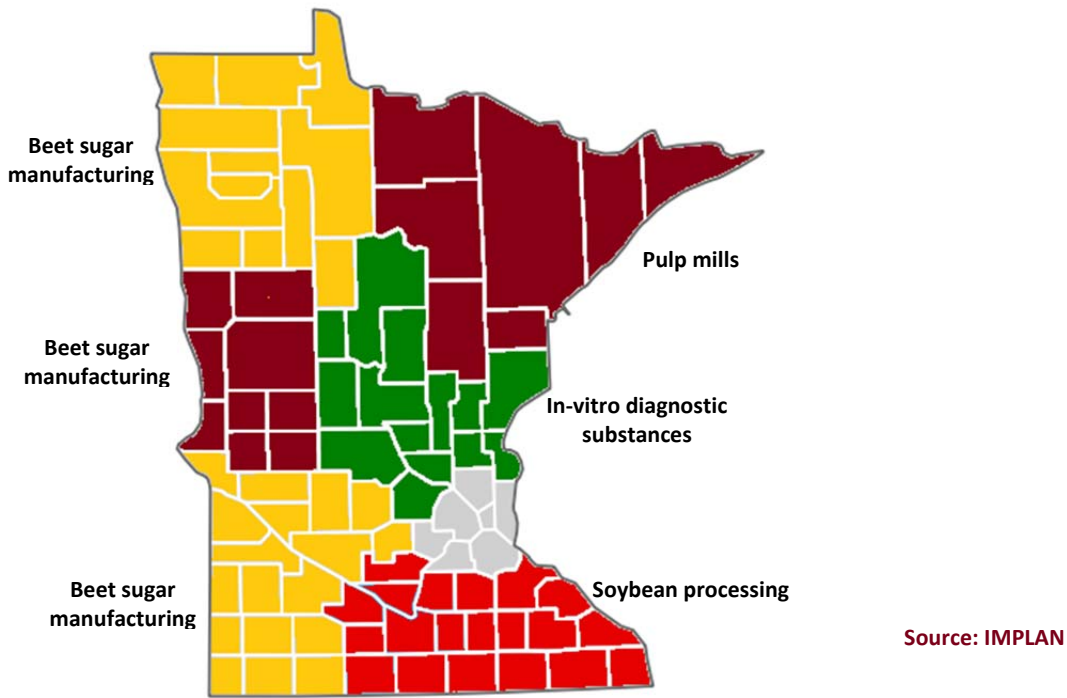 Beet sugar
manufacturing
Pulp mills
Beet sugar
manufacturing
In-vitro diagnostic
substances
Beet sugar
manufacturing
Soybean processing
Source: IMPLAN